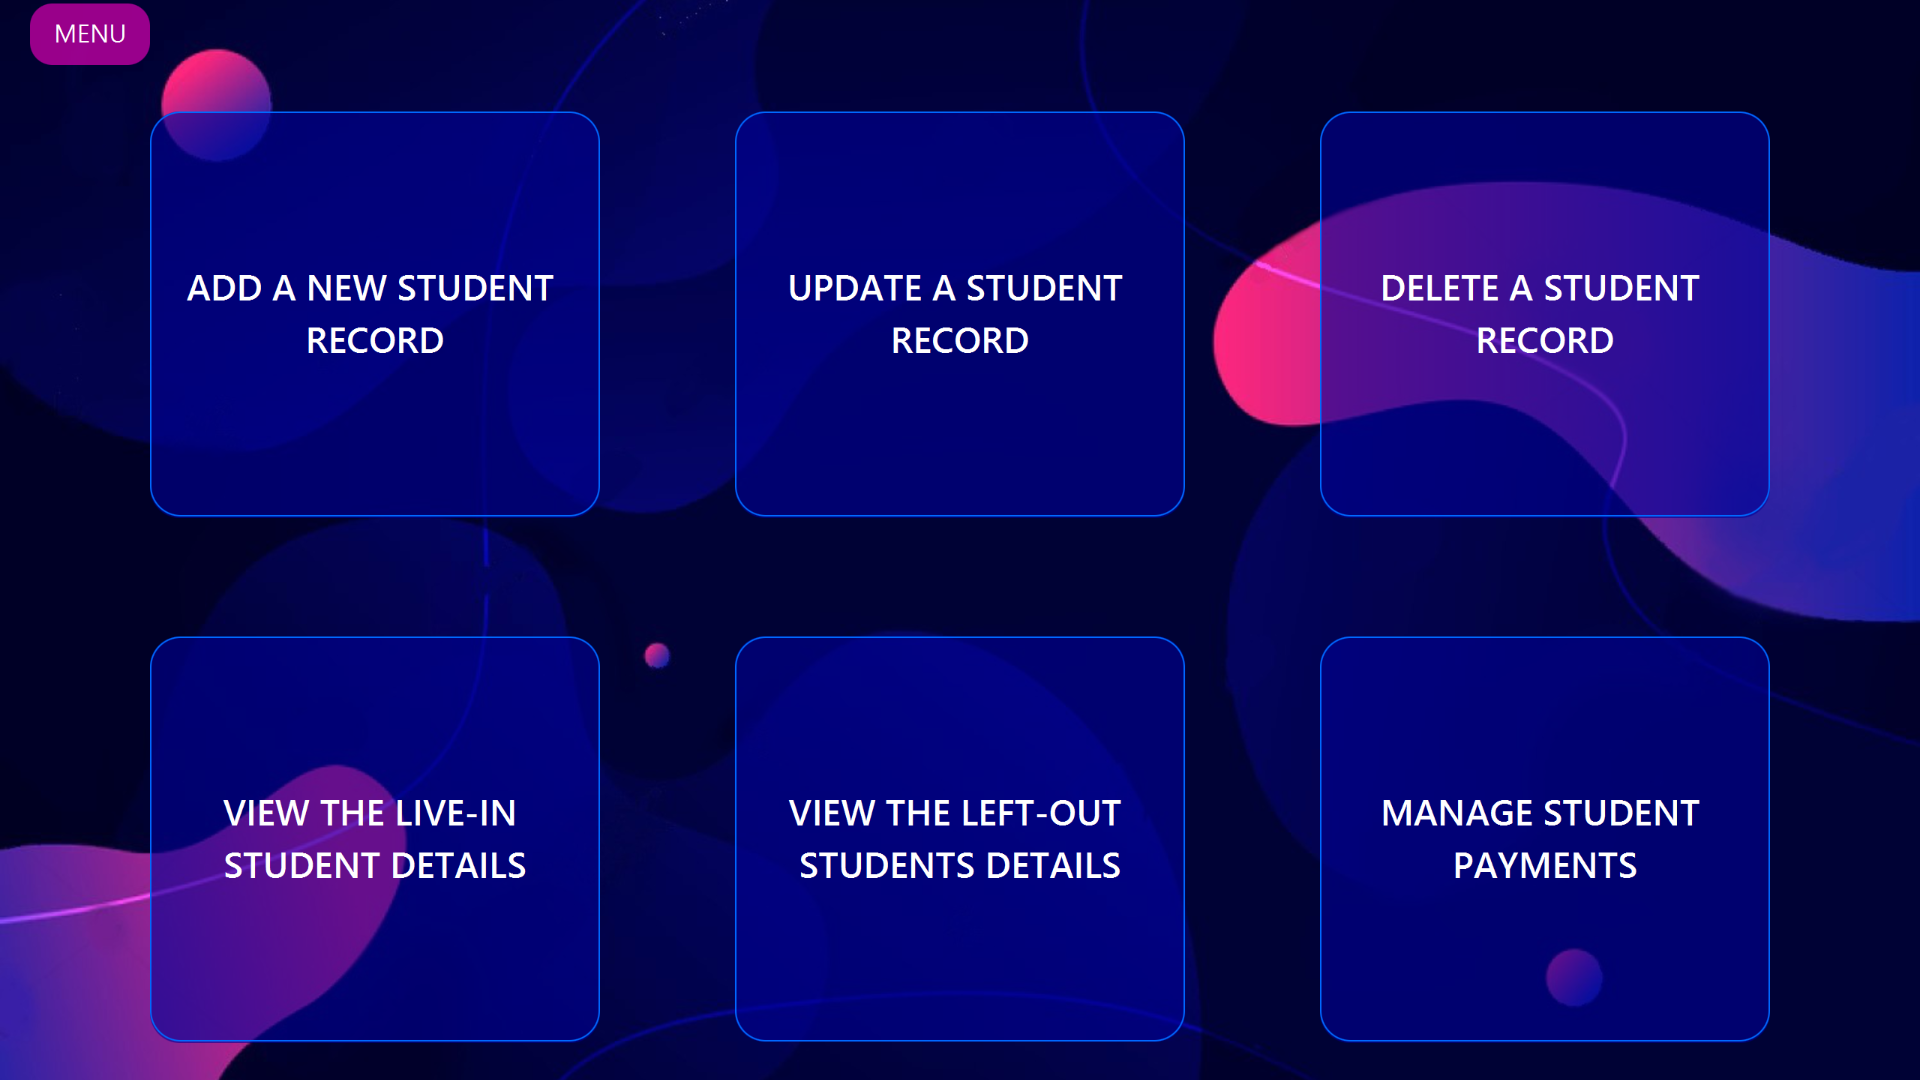 MENU
ADD A NEW STUDENT
RECORD
UPDATE A STUDENT
RECORD
DELETE A STUDENT
RECORD
VIEW THE LIVE-IN
STUDENT DETAILS
VIEW THE LEFT-OUT
STUDENTS DETAILS
MANAGE STUDENT
PAYMENTS